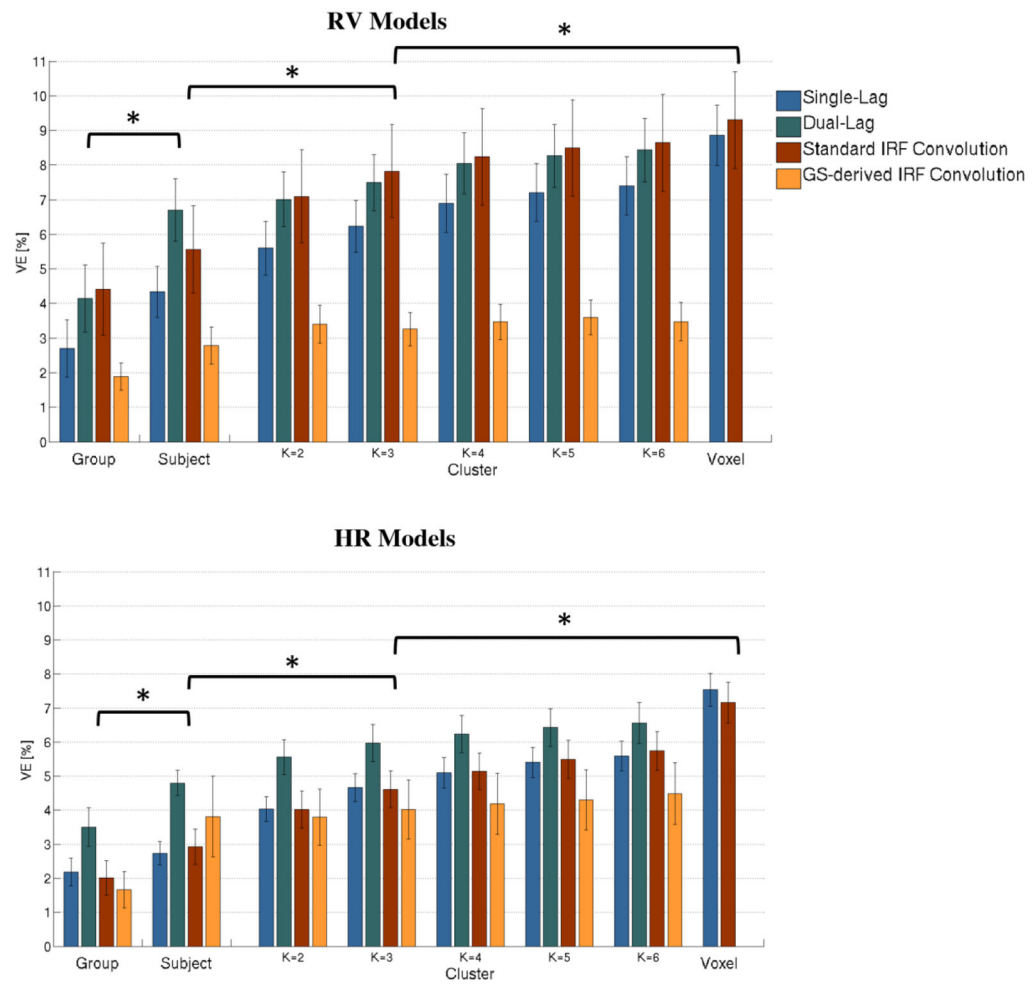 RV Models
*
*
*
11
10
9
8
7
6
5
4
3
2
1
0
VE [%]
Single-Lag
Dual-Lag
Standard IRF Convolution
GS-derived IRF Convolution
Group Subject K=2 K=3 K=4 K=5 K=6 Voxel
Cluster
HR Models
*
*
*
11
10
9
8
7
6
5
4
3
2
1
0
VE [%]
Group Subject K=2 K=3 K=4 K=5 K=6 Voxel
Cluster